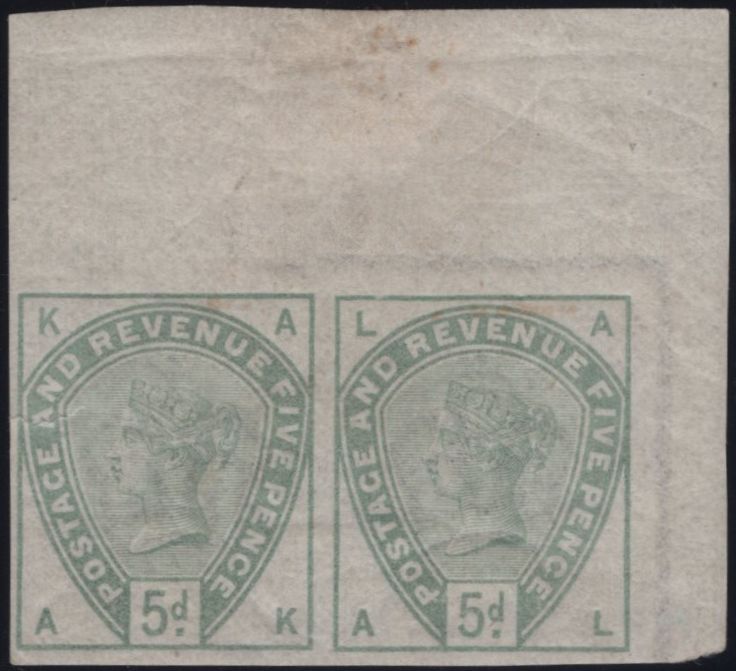 K A
POSTAGE AND REVENUE FIVE PENCE
A 5d. K
L A
POSTAGE AND REVENUE FIVE PENCE
A 5d. L